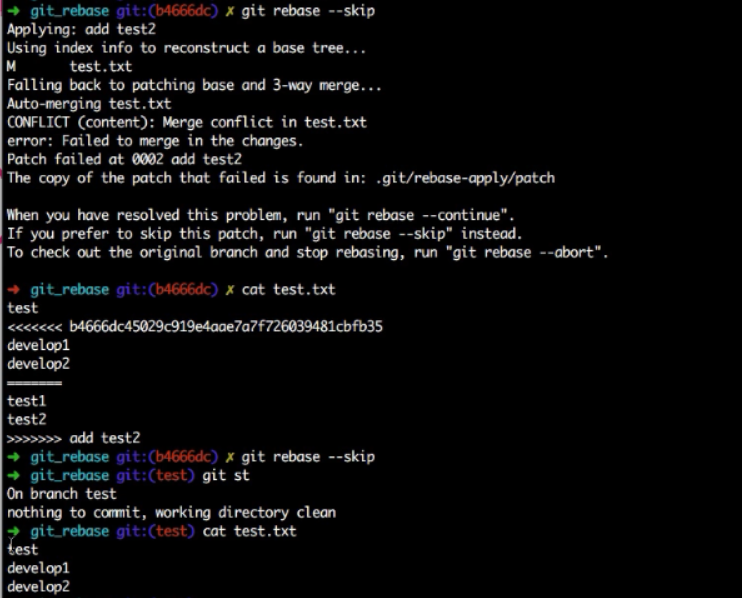 ➜ git_rebase git:(b4666dc) ✗ git rebase --skip
Applying: add test2
Using index info to reconstruct a base tree...
M       test.txt
Falling back to patching base and 3-way merge...
Auto-merging test.txt
CONFLICT (content): Merge conflict in test.txt
error: Failed to merge in the changes.
Patch failed at 0002 add test2
The copy of the patch that failed is found in: .git/rebase-apply/patch

When you have resolved this problem, run "git rebase --continue".
If you prefer to skip this patch, run "git rebase --skip" instead.
To check out the original branch and stop rebasing, run "git rebase --abort".

➜ git_rebase git:(b4666dc) ✗ cat test.txt
test
<<<<<<< b4666dc45029c919e4aae7a7f726039481cbfb35
develop1
develop2
=======
test1
test2
>>>>>>> add test2
➜ git_rebase git:(b4666dc) ✗ git rebase --skip
➜ git_rebase git:(test) git st
On branch test
nothing to commit, working directory clean
➜ git_rebase git:(test) cat test.txt
test
develop1
develop2